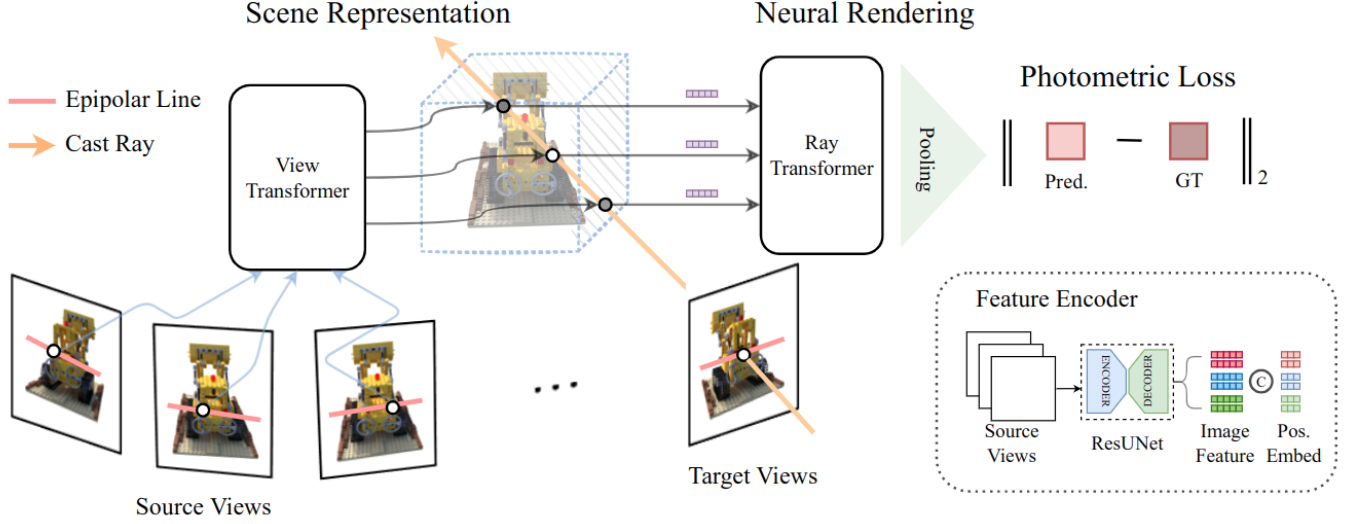 Scene Representation
Neural Rendering
Epipolar Line
Cast Ray
View
Transformer
Ray
Transformer
Pooling
Photometric Loss
Pred.
GT
2
Source Views
Target Views
Feature Encoder
ENCODER
DECODER
C
Source
Views
ResUNet
Image
Feature
Pos.
Embed